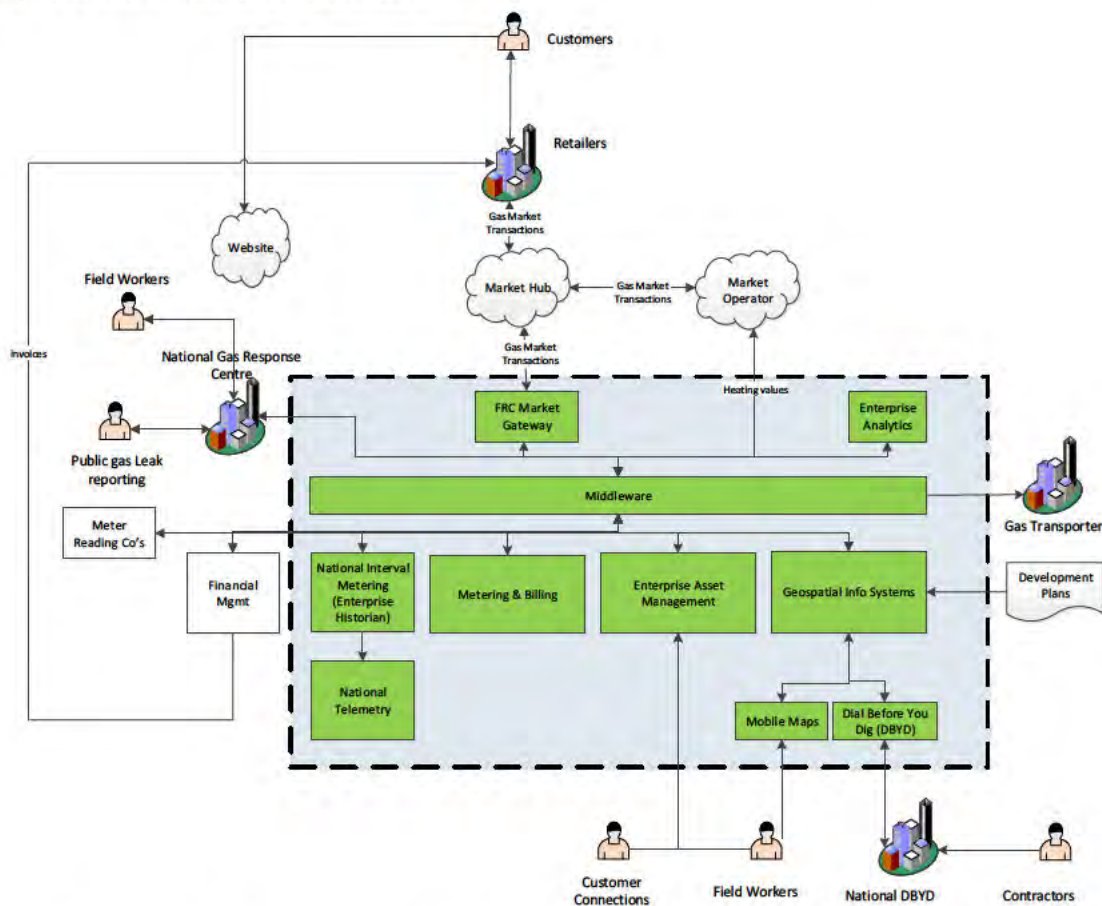 Customers
Retailers
Gas Market
Transactions
Website
Market Hub
Gas Market
Transactions
Market
Operator
Field Workers
Invoices
Gas Market
Transactions
National Gas Response
Centre
Heating values
FRC Market
Gateway
Enterprise
Analytics
Public gas Leak
reporting
Middleware
Gas Transporter
Meter
Reading Co's
Financial
Mgmt
National Interval
Metering
(Enterprise
Historian)
Metering & Billing
Enterprise Asset
Management
Geospatial Info Systems
Development
Plans
National
Telemetry
Mobile Maps
Dial Before You
Dig (DBYD)
Customer
Connections
Field Workers
National DBYD
Contractors